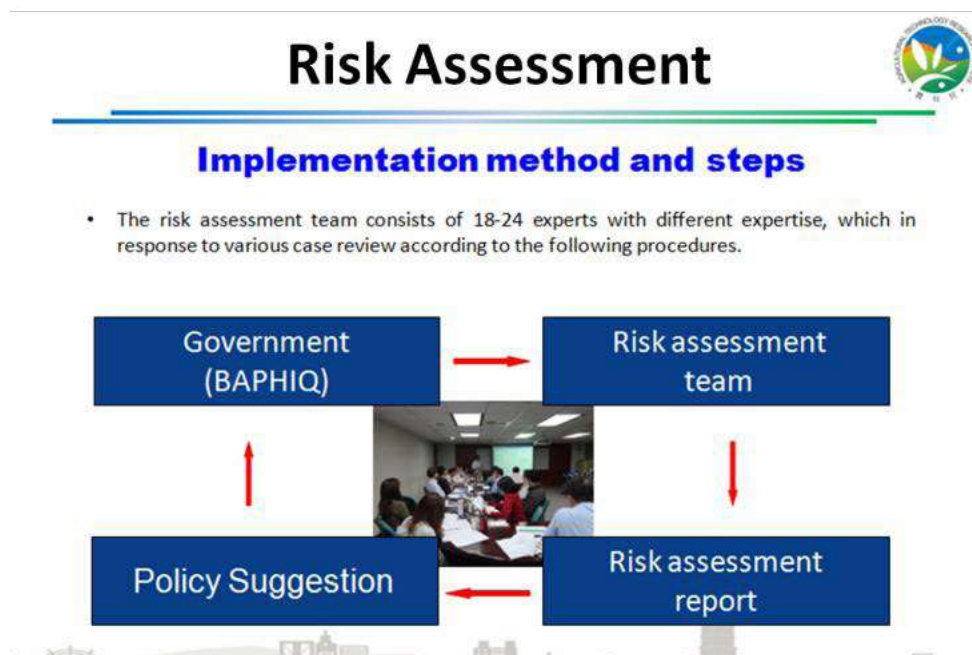 Risk Assessment
Implementation method and steps
• The risk assessment team consists of 18-24 experts with different expertise, which in
response to various case review according to the following procedures.
Government
(BAPHIQ)
Risk assessment
team
Policy Suggestion
Risk assessment
report